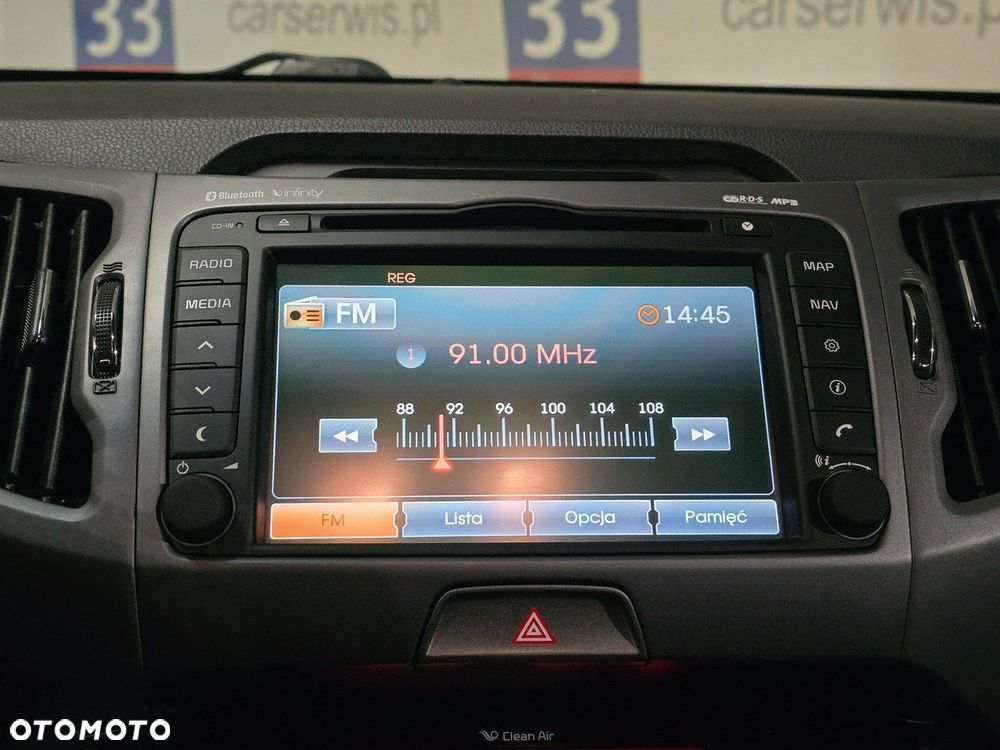 33 carserwis.pl 33 carserwis.pl
Bluetooth Infinity R·D·S MP3
CD-IN
RADIO
MEDIA
MAP
NAV
REG
FM 14:45
1 91.00 MHz
88 92 96 100 104 108
FM Lista Opcja Pamięć
Clean Air
OTOMOTO